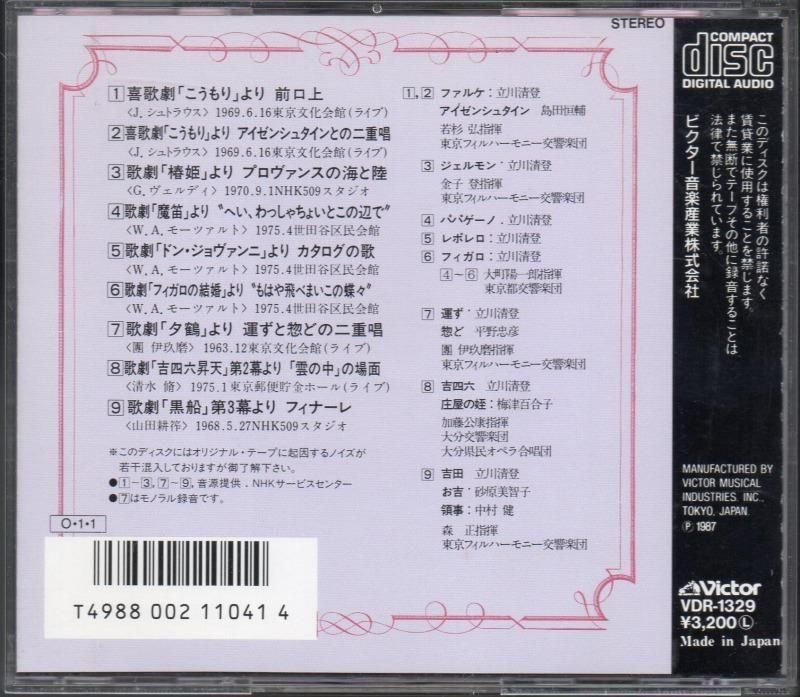 STEREO
1 喜歌劇「こうもり」より 前口上
〈J. シュトラウス〉1969.6.16東京文化会館(ライブ)
2 喜歌劇「こうもり」より アイゼンシュタインとの二重唱
〈J. シュトラウス〉1969.6.16東京文化会館(ライブ)
3 歌劇「椿姫」より プロヴァンスの海と陸
〈G. ヴェルディ〉1970.9.1NHK509スタジオ
4 歌劇「魔笛」より〝へい、わっしゃちょいとこの辺で〟
〈W. A. モーツァルト〉1975.4世田谷区民会館
5 歌劇「ドン・ジョヴァンニ」より カタログの歌
〈W. A. モーツァルト〉1975.4世田谷区民会館
6 歌劇「フィガロの結婚」より〝もはや飛べまいこの蝶々〟
〈W. A. モーツァルト〉1975.4世田谷区民会館
7 歌劇「夕鶴」より 運ずと惣どの二重唱
〈團 伊玖磨〉1963.12東京文化会館(ライブ)
8 歌劇「吉四六昇天」第2幕より「雲の中」の場面
〈清水 脩〉1975.1東京郵便貯金ホール(ライブ)
9 歌劇「黒船」第3幕より フィナーレ
〈山田耕筰〉1968.5.27NHK509スタジオ
※このディスクにはオリジナル・テープに起因するノイズが
若干混入しておりますが御了解下さい。
●1〜3,7〜9,音源提供・NHKサービスセンター
●7はモノラル録音です。
O・1・1
T4988 002 11041 4
1,2 ファルケ:立川清登
アイゼンシュタイン 島田恒輔
若杉 弘指揮
東京フィルハーモニー交響楽団
3 ジェルモン・立川清登
金子 登指揮
東京フィルハーモニー交響楽団
4 パパゲーノ・立川清登
5 レポレロ:立川清登
6 フィガロ:立川清登
4〜6 大町陽一郎指揮
東京都交響楽団
7 運ず・立川清登
惣ど 平野忠彦
團 伊玖磨指揮
東京フィルハーモニー交響楽団
8 吉四六 立川清登
庄屋の姪:梅津百合子
加藤公康指揮
大分交響楽団
大分県民オペラ合唱団
9 吉田 立川清登
お吉・砂原美智子
領事:中村 健
森 正指揮
東京フィルハーモニー交響楽団
COMPACT
disc
DIGITAL AUDIO
このディスクは権利者の許諾なく
賃貸業に使用することを禁じます。
また無断でテープその他に録音することは
法律で禁じられています。
ビクター音楽産業株式会社
MANUFACTURED BY
VICTOR MUSICAL
INDUSTRIES. INC.,
TOKYO, JAPAN.
Ⓟ 1987
Victor
VDR-1329
¥3,200Ⓛ
Made in Japan